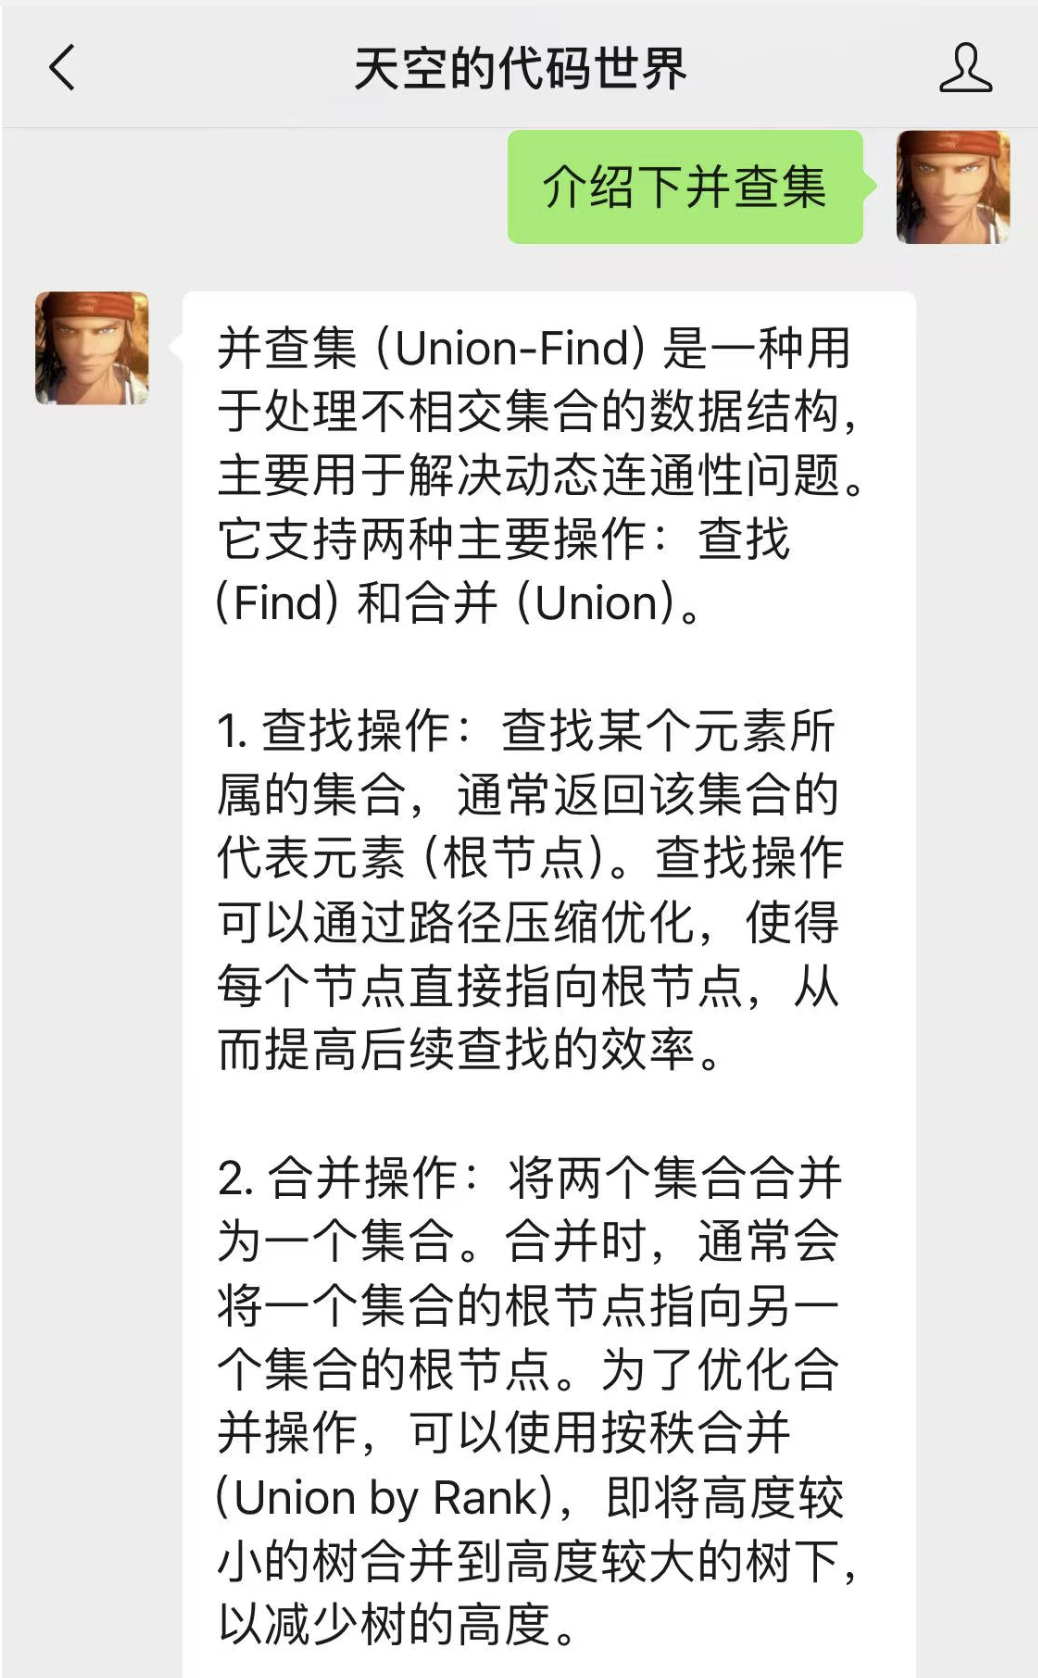 天空的代码世界
介绍下并查集
并查集（Union-Find）是一种用
于处理不相交集合的数据结构，
主要用于解决动态连通性问题。
它支持两种主要操作：查找
（Find）和合并（Union）。
1. 查找操作：查找某个元素所
属的集合，通常返回该集合的
代表元素（根节点）。查找操作
可以通过路径压缩优化，使得
每个节点直接指向根节点，从
而提高后续查找的效率。
2. 合并操作：将两个集合合并
为一个集合。合并时，通常会
将一个集合的根节点指向另一
个集合的根节点。为了优化合
并操作，可以使用按秩合并
（Union by Rank），即将高度较
小的树合并到高度较大的树下，
以减少树的高度。